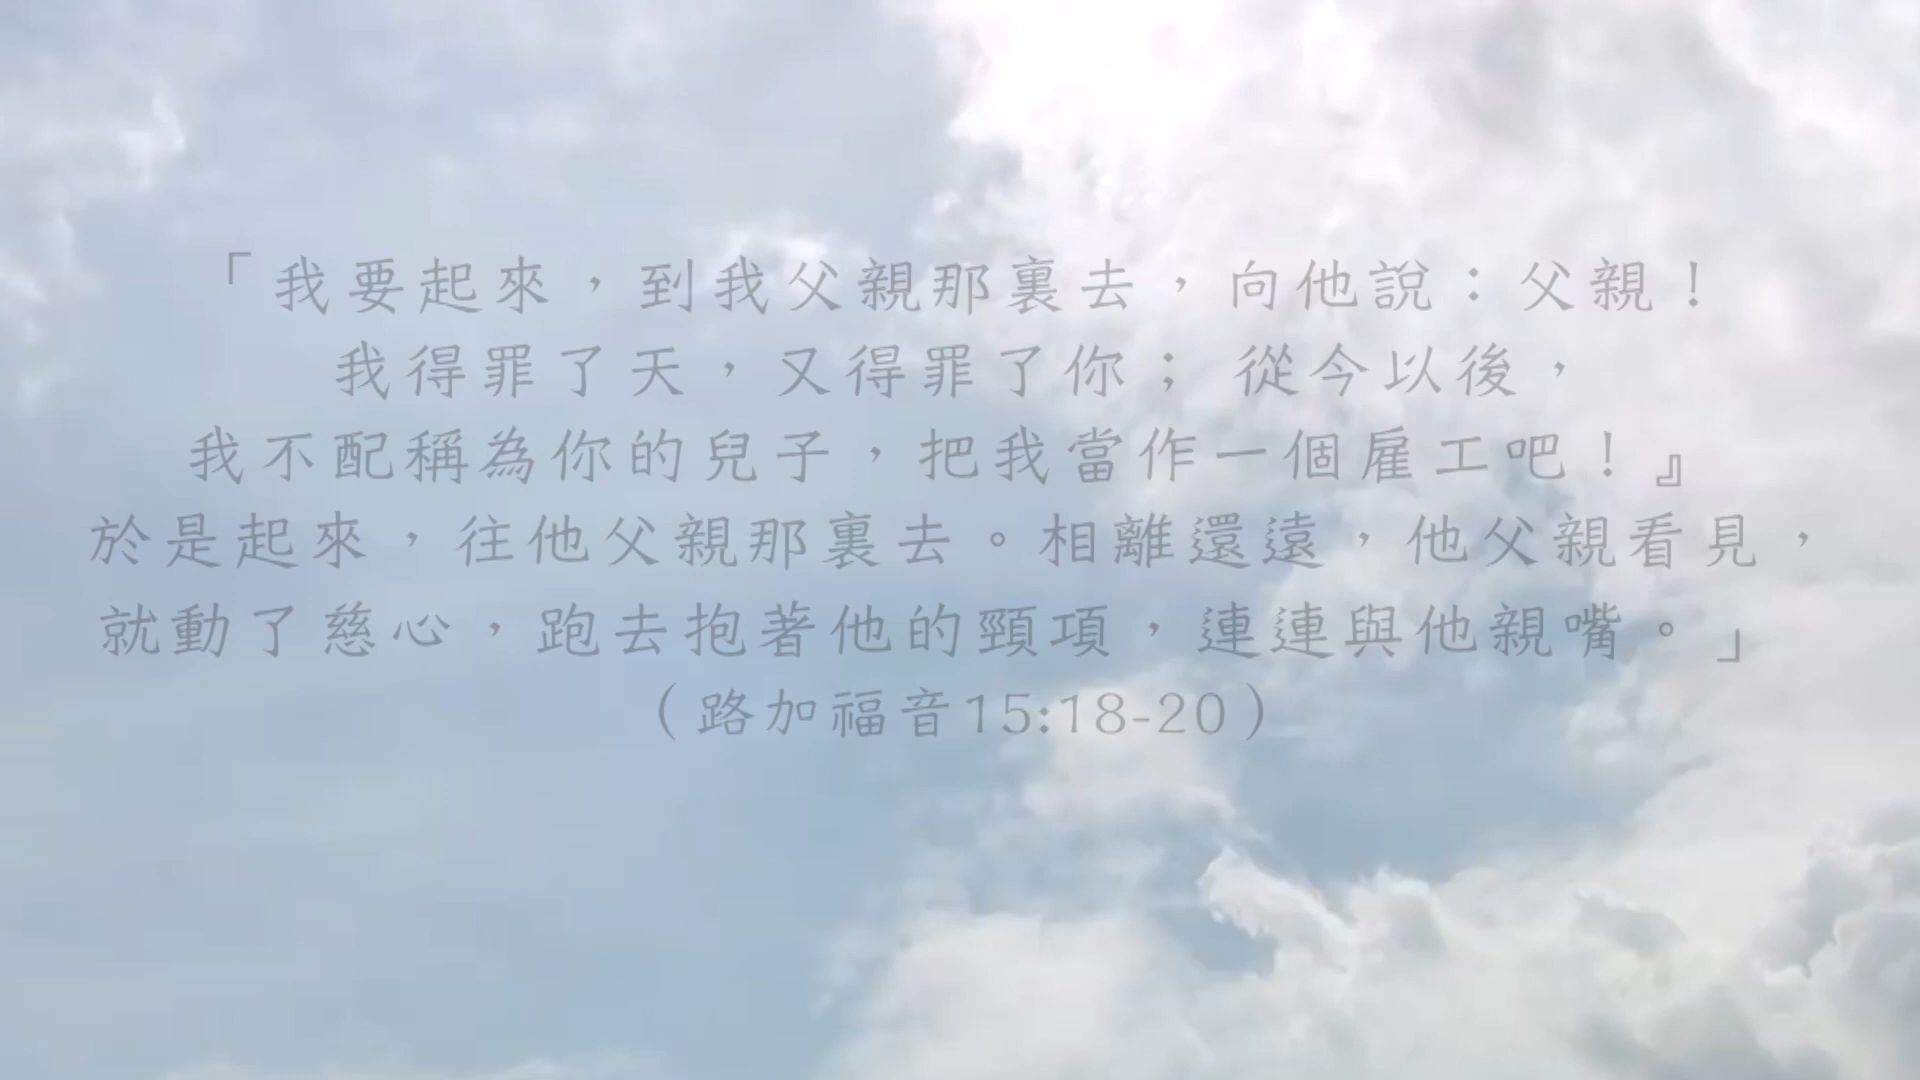 「我要起來，到我父親那裏去，向他說：父親！
我得罪了天，又得罪了你； 從今以後，
我不配稱為你的兒子，把我當作一個雇工吧！』
於是起來，往他父親那裏去。相離還遠，他父親看見，
就動了慈心，跑去抱著他的頸項，連連與他親嘴。」
（路加福音15:18-20）